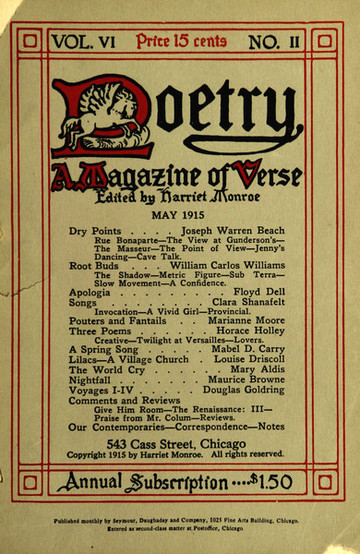 VOL. VI Price 15 cents NO. II
Poetry
A Magazine of Verse
Edited by Harriet Monroe
MAY 1915
Dry Points . . . . Joseph Warren Beach
Rue Bonaparte—The View at Gunderson's—
The Masseur—The Point of View—Jenny's
Dancing—Cave Talk.
Root Buds . . . William Carlos Williams
The Shadow—Metric Figure—Sub Terra—
Slow Movement—A Confidence.
Apologia . . . . . . . . . . Floyd Dell
Songs . . . . . . . . . Clara Shanafelt
Invocation—A Vivid Girl—Provincial.
Pouters and Fantails . . Marianne Moore
Three Poems . . . . . Horace Holley
Creative—Twilight at Versailles—Lovers.
A Spring Song . . . . . Mabel D. Carry
Lilacs—A Village Church . Louise Driscoll
The World Cry . . . . . . Mary Aldis
Nightfall . . . . . . . Maurice Browne
Voyages I-IV . . . . . Douglas Goldring
Comments and Reviews
Give Him Room—The Renaissance: III—
Praise from Mr. Colum—Reviews.
Our Contemporaries—Correspondence—Notes
543 Cass Street, Chicago
Copyright 1915 by Harriet Monroe. All rights reserved.
Annual Subscription ....$1.50
Published monthly by Seymour, Daughaday and Company, 1025 Fine Arts Building, Chicago.
Entered as second-class matter at Postoffice, Chicago